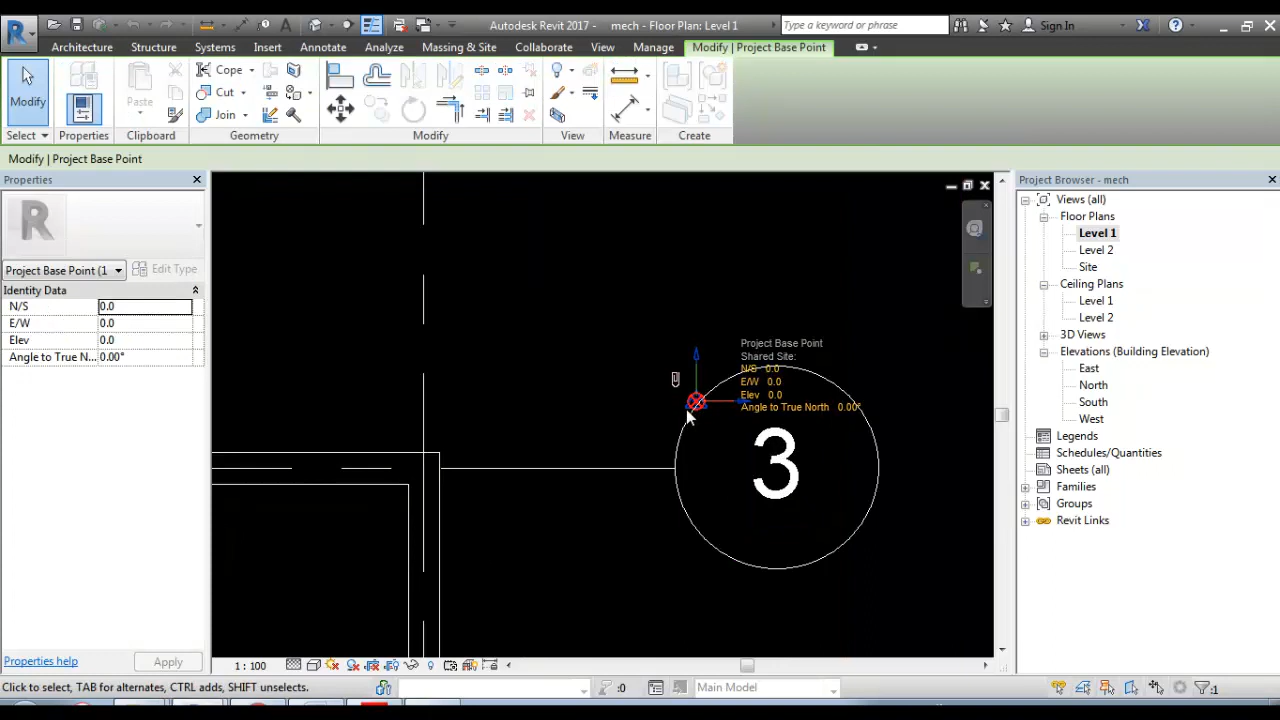 Autodesk Revit 2017 -    mech - Floor Plan: Level 1
Type a keyword or phrase
Sign In
Architecture
Structure
Systems
Insert
Annotate
Analyze
Massing & Site
Collaborate
View
Manage
Modify | Project Base Point
Modify
Select
Properties
Paste
Clipboard
Cope
Cut
Join
Geometry
Modify
View
Measure
Create
Modify | Project Base Point
Properties
Project Base Point (1
Edit Type
Identity Data
N/S 0.0
E/W 0.0
Elev 0.0
Angle to True N... 0.00°
Properties help
Apply
Project Base Point
Shared Site:
N/S 0.0
E/W 0.0
Elev 0.0
Angle to True North 0.00°
3
Project Browser - mech
Views (all)
Floor Plans
Level 1
Level 2
Site
Ceiling Plans
Level 1
Level 2
3D Views
Elevations (Building Elevation)
East
North
South
West
Legends
Schedules/Quantities
Sheets (all)
Families
Groups
Revit Links
1 : 100
Click to select, TAB for alternates, CTRL adds, SHIFT unselects.
:0
Main Model
:1